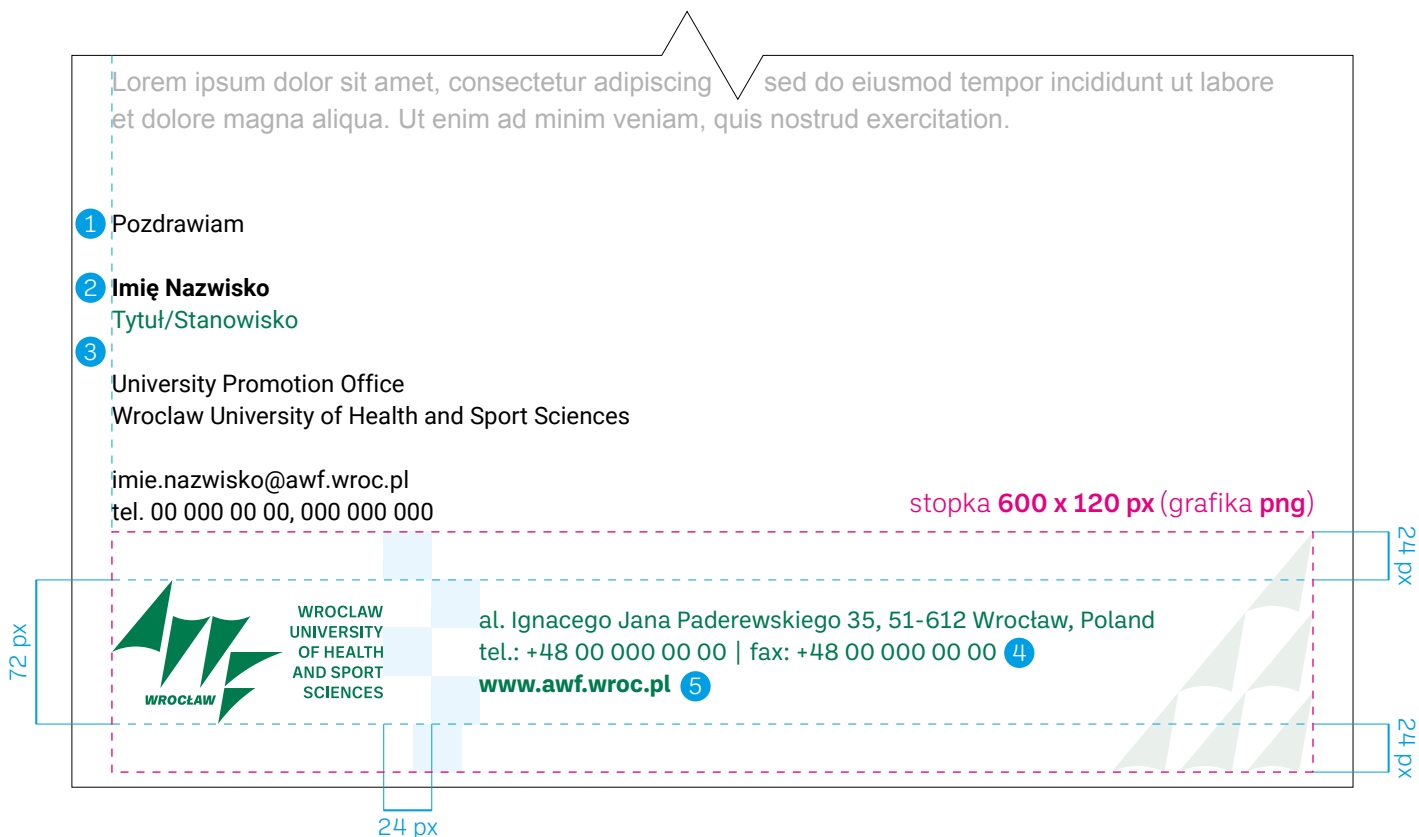 Lorem ipsum dolor sit amet, consectetur adipiscing sed do eiusmod tempor incididunt ut labore
et dolore magna aliqua. Ut enim ad minim veniam, quis nostrud exercitation.
1 Pozdrawiam
2 Imię Nazwisko
Tytuł/Stanowisko
3
University Promotion Office
Wroclaw University of Health and Sport Sciences
imie.nazwisko@awf.wroc.pl
tel. 00 000 00 00, 000 000 000
stopka 600 x 120 px (grafika png)
24 px
72 px
WROCŁAW
WROCLAW
UNIVERSITY
OF HEALTH
AND SPORT
SCIENCES
al. Ignacego Jana Paderewskiego 35, 51-612 Wrocław, Poland
tel.: +48 00 000 00 00 | fax: +48 00 000 00 00 4
www.awf.wroc.pl 5
24 px
24 px